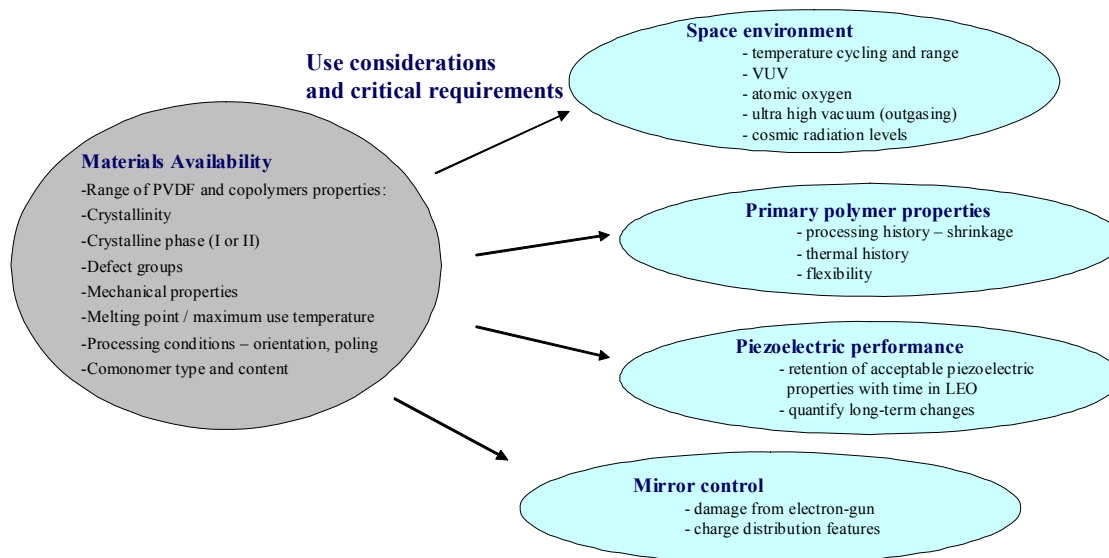 Use considerations
and critical requirements
Materials Availability
-Range of PVDF and copolymers properties:
-Crystallinity
-Crystalline phase (I or II)
-Defect groups
-Mechanical properties
-Melting point / maximum use temperature
-Processing conditions – orientation, poling
-Comonomer type and content
Space environment
- temperature cycling and range
- VUV
- atomic oxygen
- ultra high vacuum (outgasing)
- cosmic radiation levels
Primary polymer properties
- processing history – shrinkage
- thermal history
- flexibility
Piezoelectric performance
- retention of acceptable piezoelectric
properties with time in LEO
- quantify long-term changes
Mirror control
- damage from electron-gun
- charge distribution features